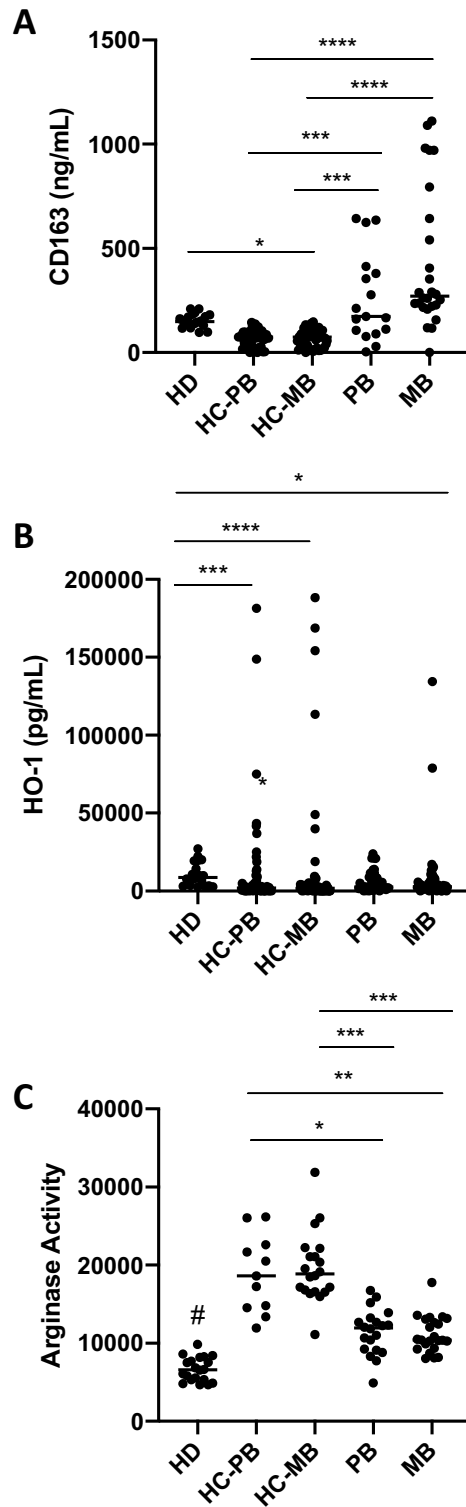 A
CD163 (ng/mL)
1500
1000
500
0
****
****
***
***
*
HD
HC-PB
HC-MB
PB
MB
B
HO-1 (pg/mL)
*
****
***
200000
150000
100000
50000
0
*
HD
HC-PB
HC-MB
PB
MB
C
Arginase Activity
***
***
**
*
40000
30000
20000
10000
0
#
HD
HC-PB
HC-MB
PB
MB